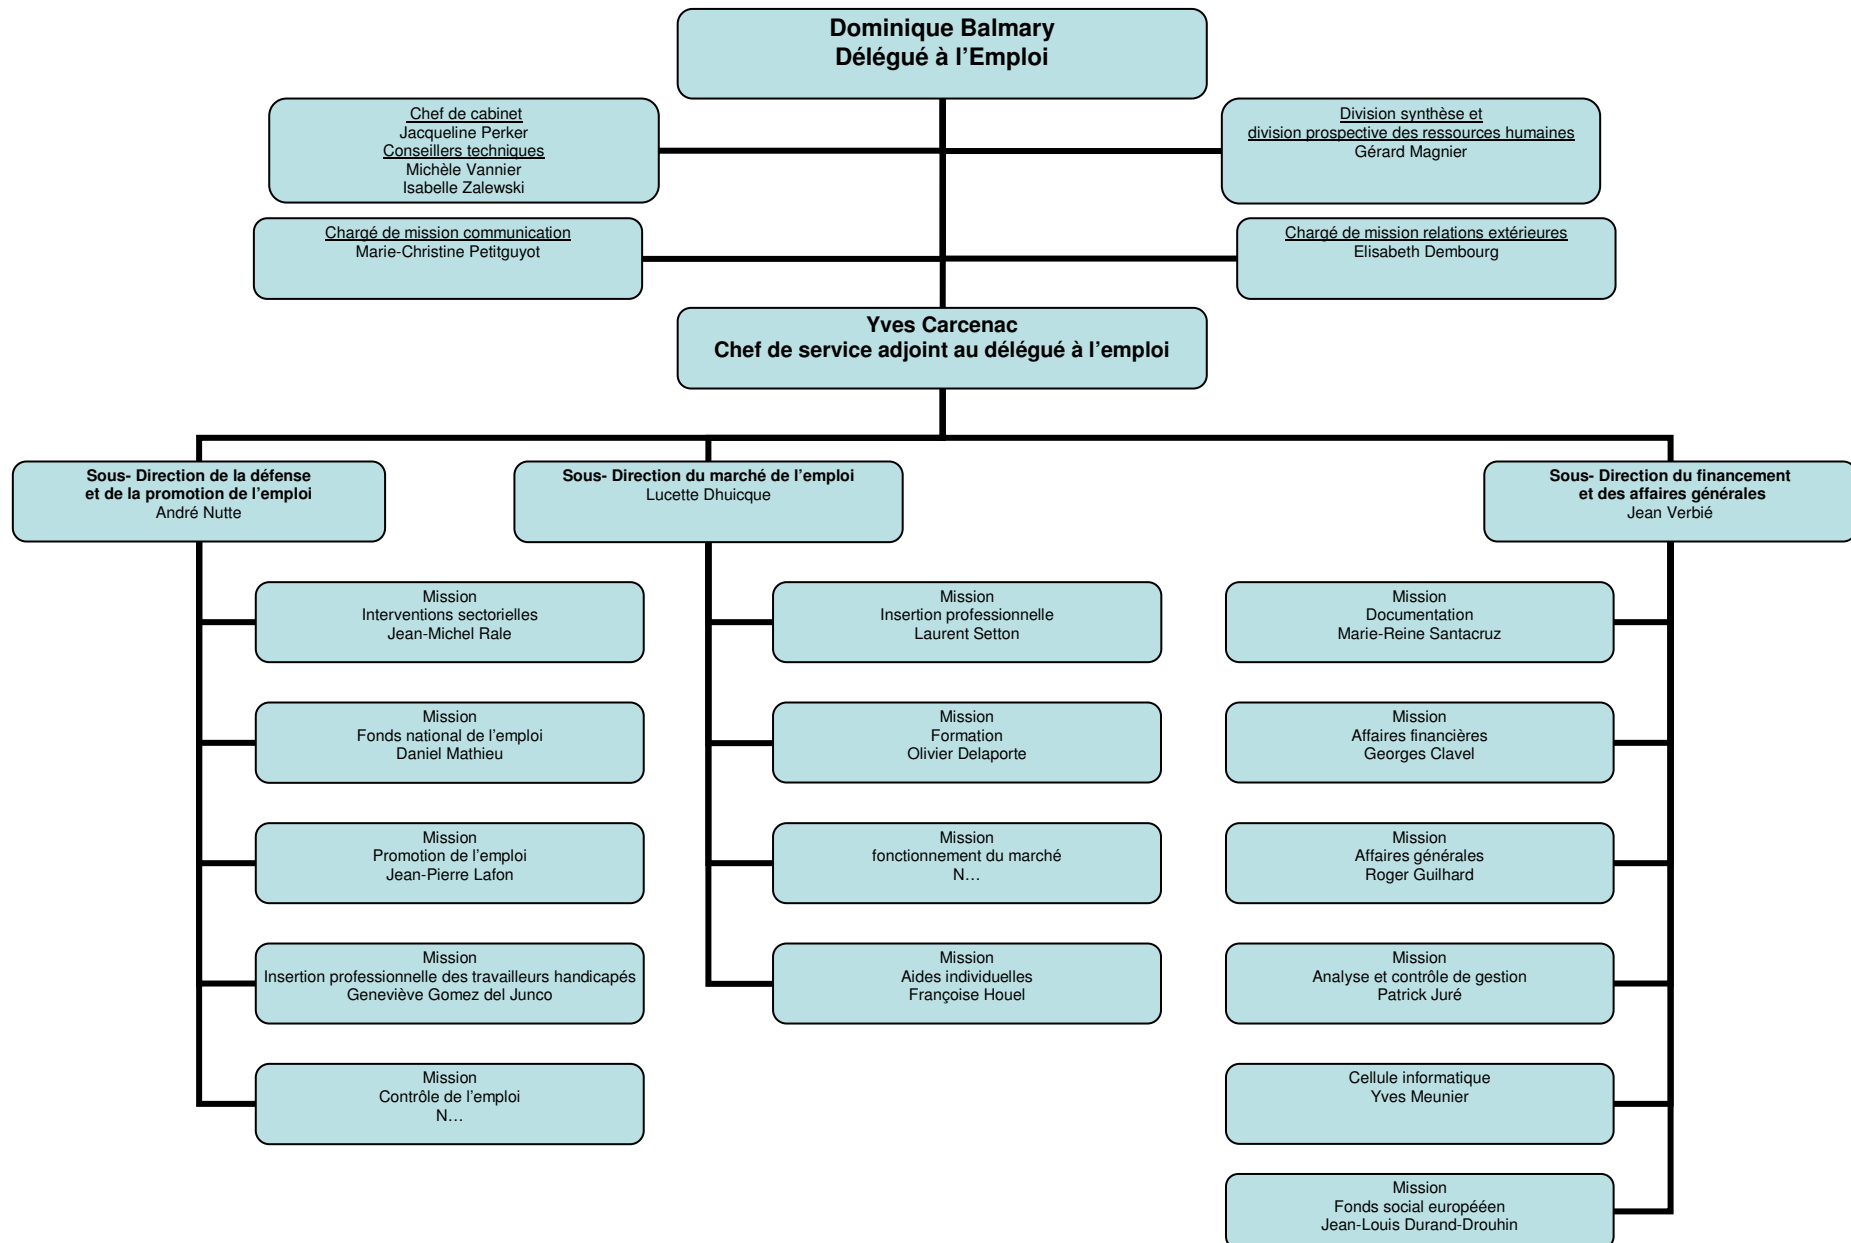 Dominique Balmary
Délégué à l’Emploi
Chef de cabinet
Jacqueline Perker
Conseillers techniques
Michèle Vannier
Isabelle Zalewski
Division synthèse et
division prospective des ressources humaines
Gérard Magnier
Chargé de mission communication
Marie-Christine Petitguyot
Chargé de mission relations extérieures
Elisabeth Dembourg
Yves Carcenac
Chef de service adjoint au délégué à l’emploi
Sous- Direction de la défense
et de la promotion de l’emploi
André Nutte
Sous- Direction du marché de l’emploi
Lucette Dhuicque
Sous- Direction du financement
et des affaires générales
Jean Verbié
Mission
Interventions sectorielles
Jean-Michel Rale
Mission
Fonds national de l’emploi
Daniel Mathieu
Mission
Promotion de l’emploi
Jean-Pierre Lafon
Mission
Insertion professionnelle des travailleurs handicapés
Geneviève Gomez del Junco
Mission
Contrôle de l’emploi
N…
Mission
Insertion professionnelle
Laurent Setton
Mission
Formation
Olivier Delaporte
Mission
fonctionnement du marché
N…
Mission
Aides individuelles
Françoise Houel
Mission
Documentation
Marie-Reine Santacruz
Mission
Affaires financières
Georges Clavel
Mission
Affaires générales
Roger Guilhard
Mission
Analyse et contrôle de gestion
Patrick Juré
Cellule informatique
Yves Meunier
Mission
Fonds social europééen
Jean-Louis Durand-Drouhin